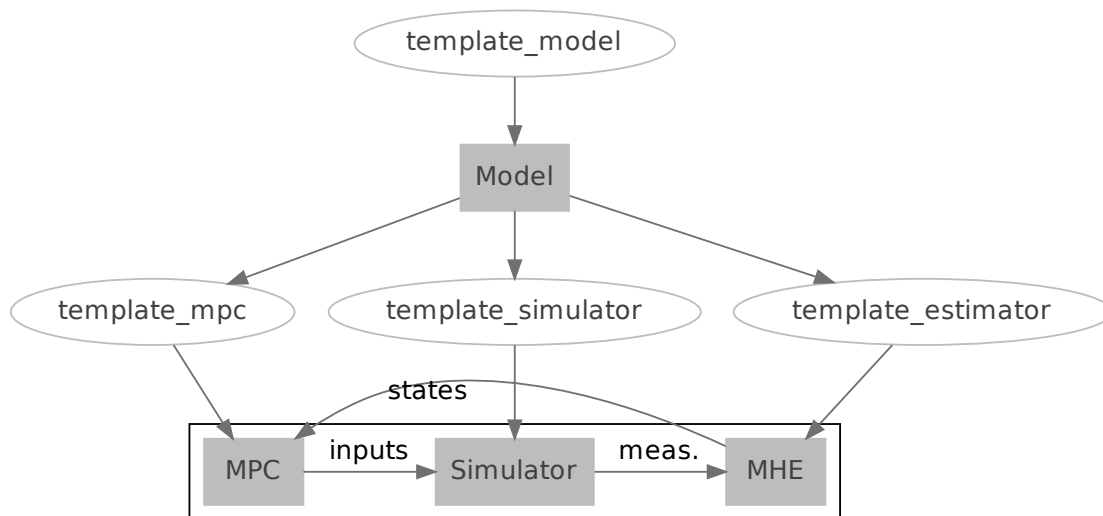 template_model
Model
template_mpc
template_simulator
template_estimator
states
inputs
meas.
MPC
Simulator
MHE